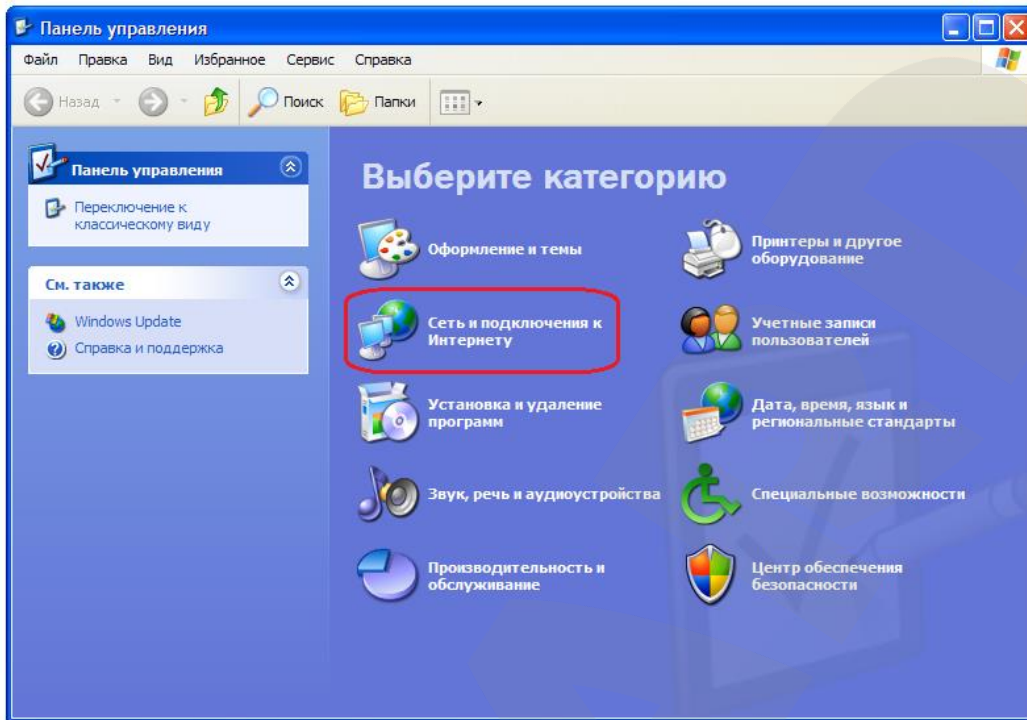 Панель управления
Файл Правка Вид Избранное Сервис Справка
Назад Поиск Папки
Панель управления
Переключение к
классическому виду
См. также
Windows Update
Справка и поддержка
Выберите категорию
Оформление и темы
Принтеры и другое
оборудование
Сеть и подключения к
Интернету
Учетные записи
пользователей
Установка и удаление
программ
Дата, время, язык и
региональные стандарты
Звук, речь и аудиоустройства
Специальные возможности
Производительность и
обслуживание
Центр обеспечения
безопасности